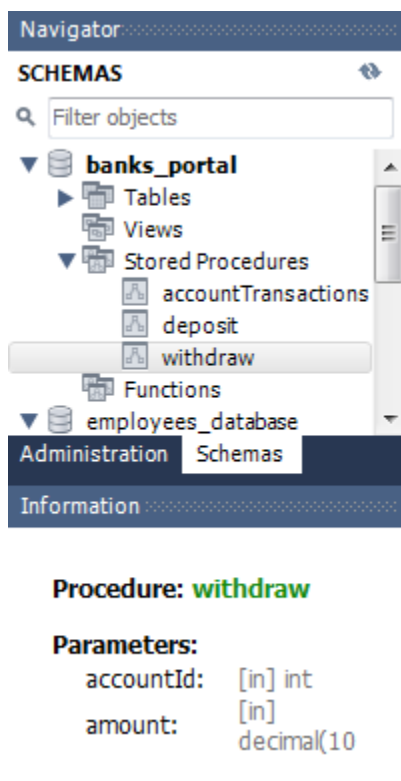 Navigator
SCHEMAS
Filter objects
banks_portal
Tables
Views
Stored Procedures
accountTransactions
deposit
withdraw
Functions
employees_database
Administration Schemas
Information
Procedure: withdraw
Parameters:
accountId: [in] int
amount: [in]
decimal(10